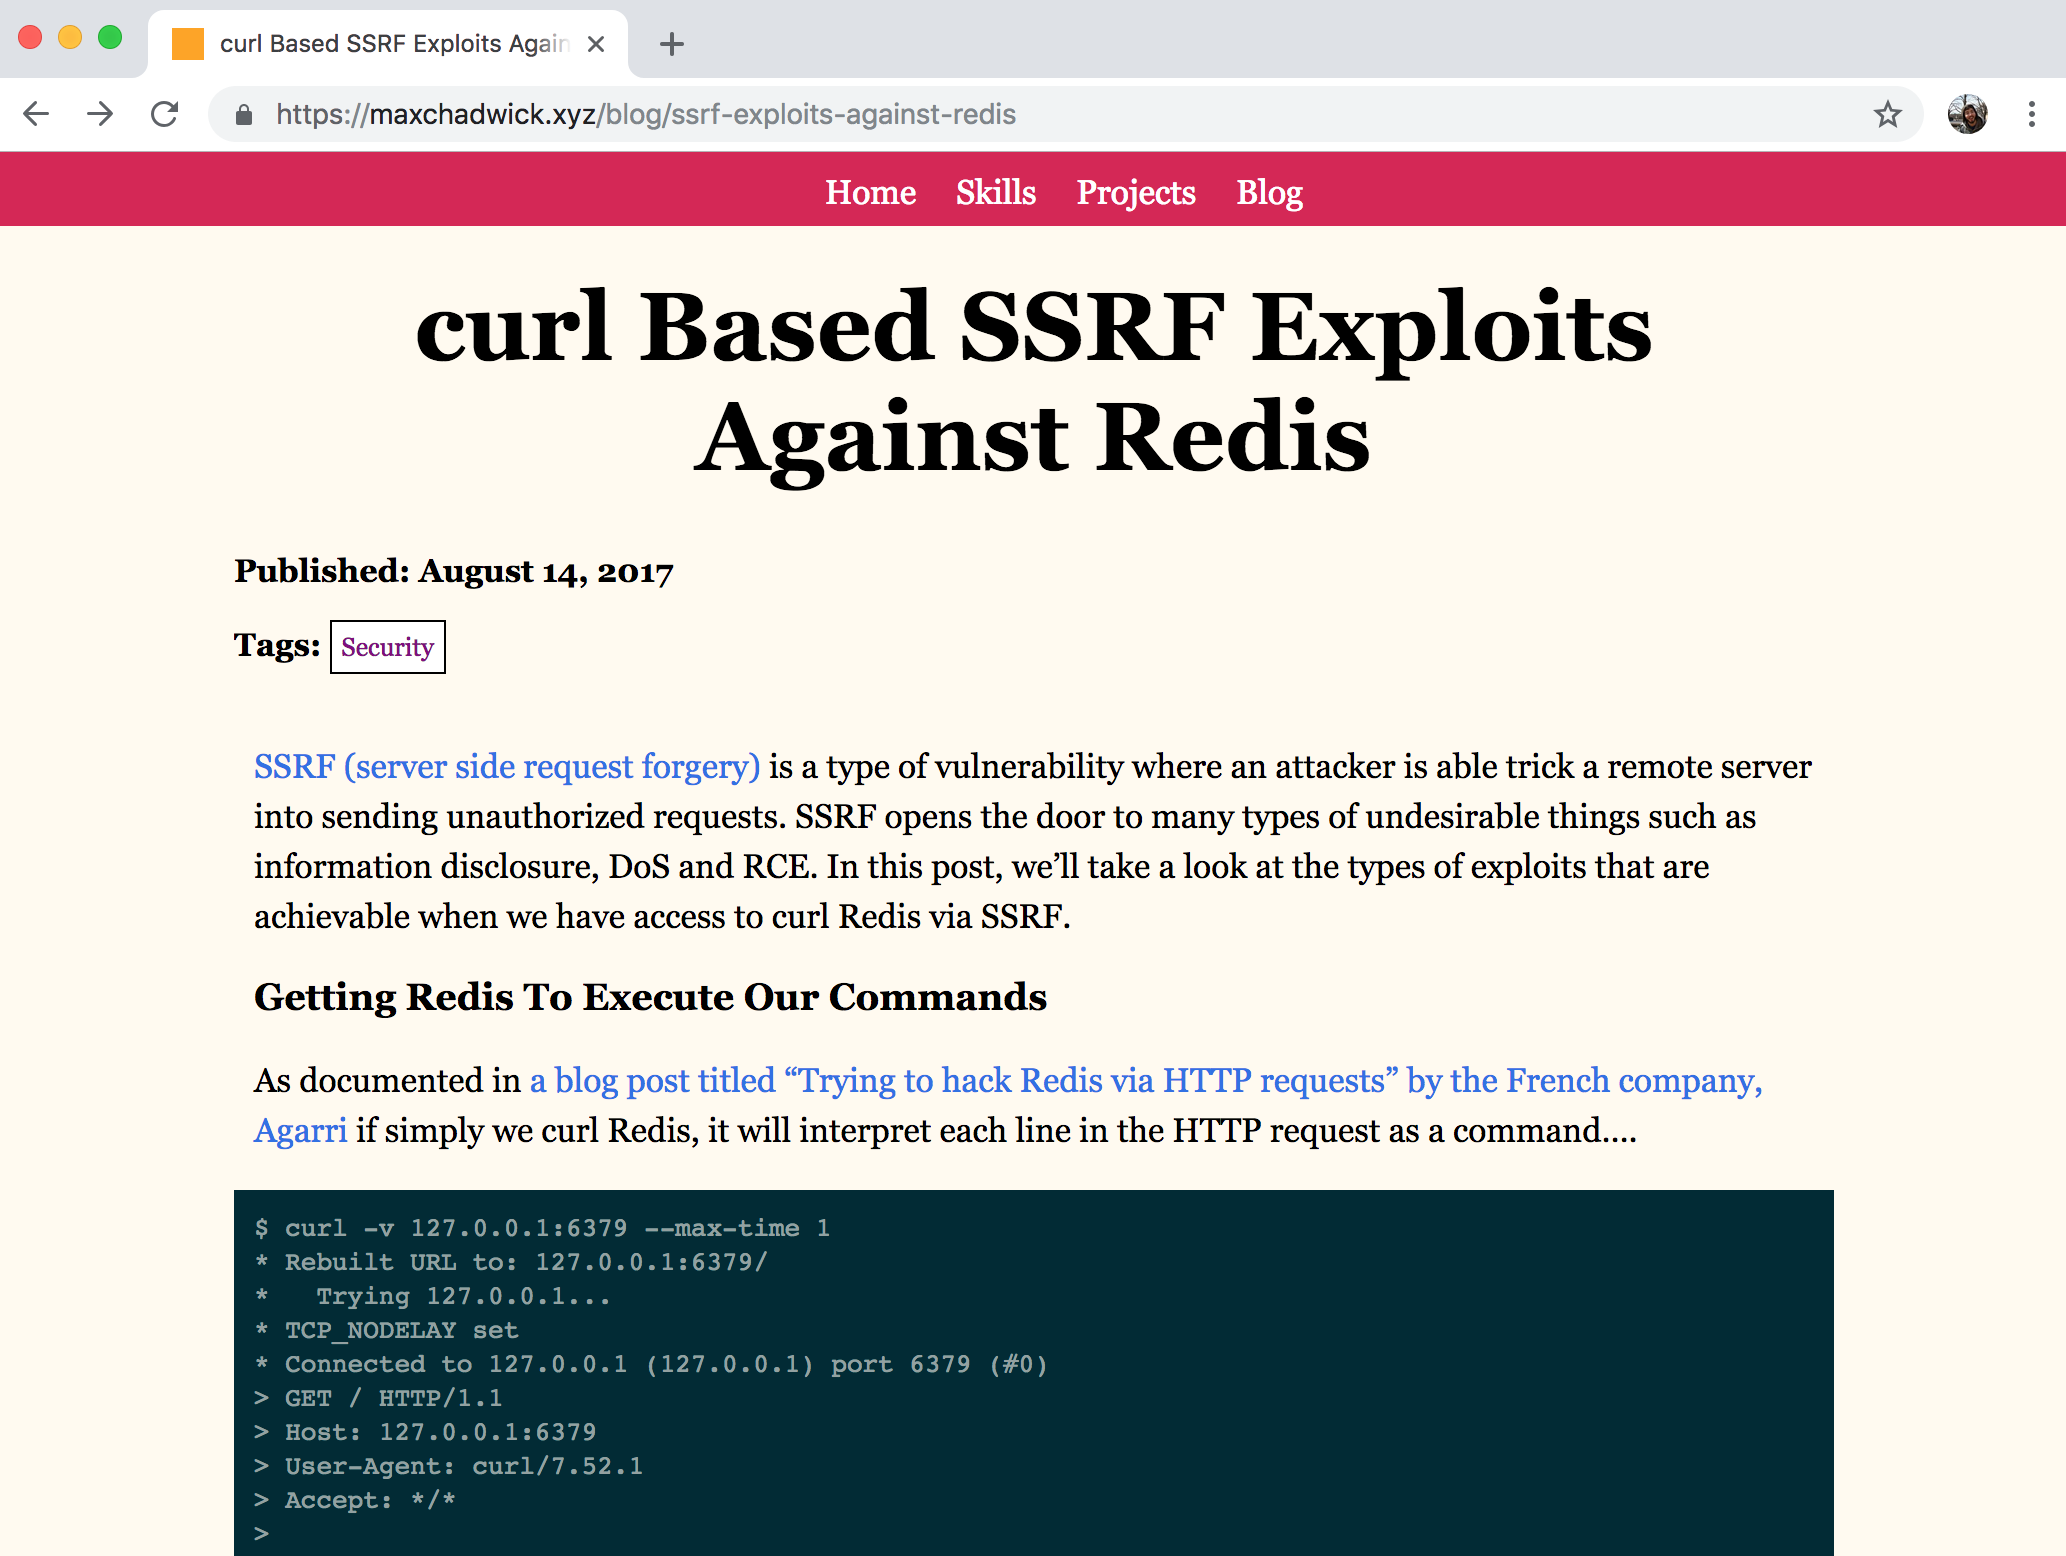 curl Based SSRF Exploits Again
https://maxchadwick.xyz/blog/ssrf-exploits-against-redis
Home Skills Projects Blog
curl Based SSRF Exploits
Against Redis
Published: August 14, 2017
Tags: Security
SSRF (server side request forgery) is a type of vulnerability where an attacker is able trick a remote server
into sending unauthorized requests. SSRF opens the door to many types of undesirable things such as
information disclosure, DoS and RCE. In this post, we’ll take a look at the types of exploits that are
achievable when we have access to curl Redis via SSRF.
Getting Redis To Execute Our Commands
As documented in a blog post titled “Trying to hack Redis via HTTP requests” by the French company,
Agarri if simply we curl Redis, it will interpret each line in the HTTP request as a command....
$ curl -v 127.0.0.1:6379 --max-time 1
* Rebuilt URL to: 127.0.0.1:6379/
*   Trying 127.0.0.1...
* TCP_NODELAY set
* Connected to 127.0.0.1 (127.0.0.1) port 6379 (#0)
> GET / HTTP/1.1
> Host: 127.0.0.1:6379
> User-Agent: curl/7.52.1
> Accept: */*
>